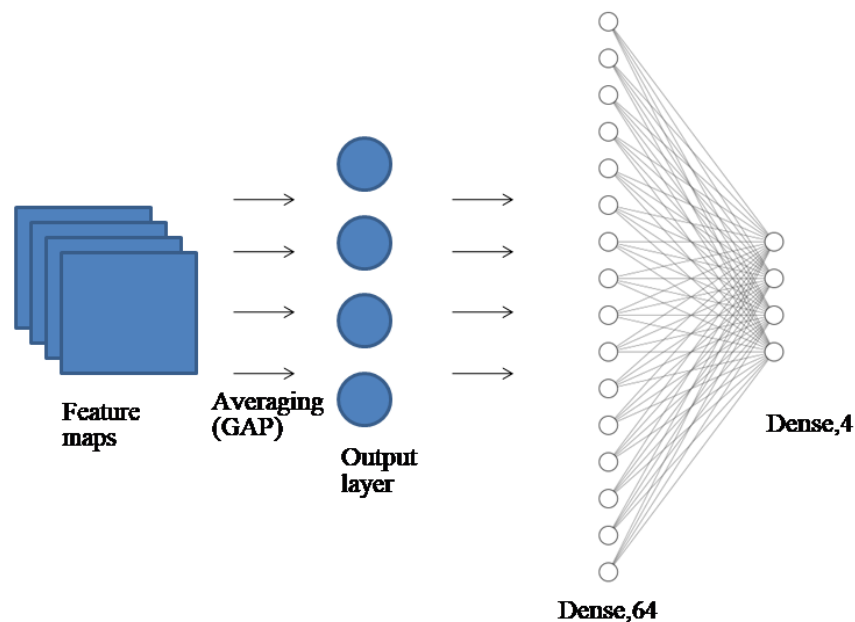 Feature
maps
Averaging
(GAP)
Output
layer
Dense,64
Dense,4